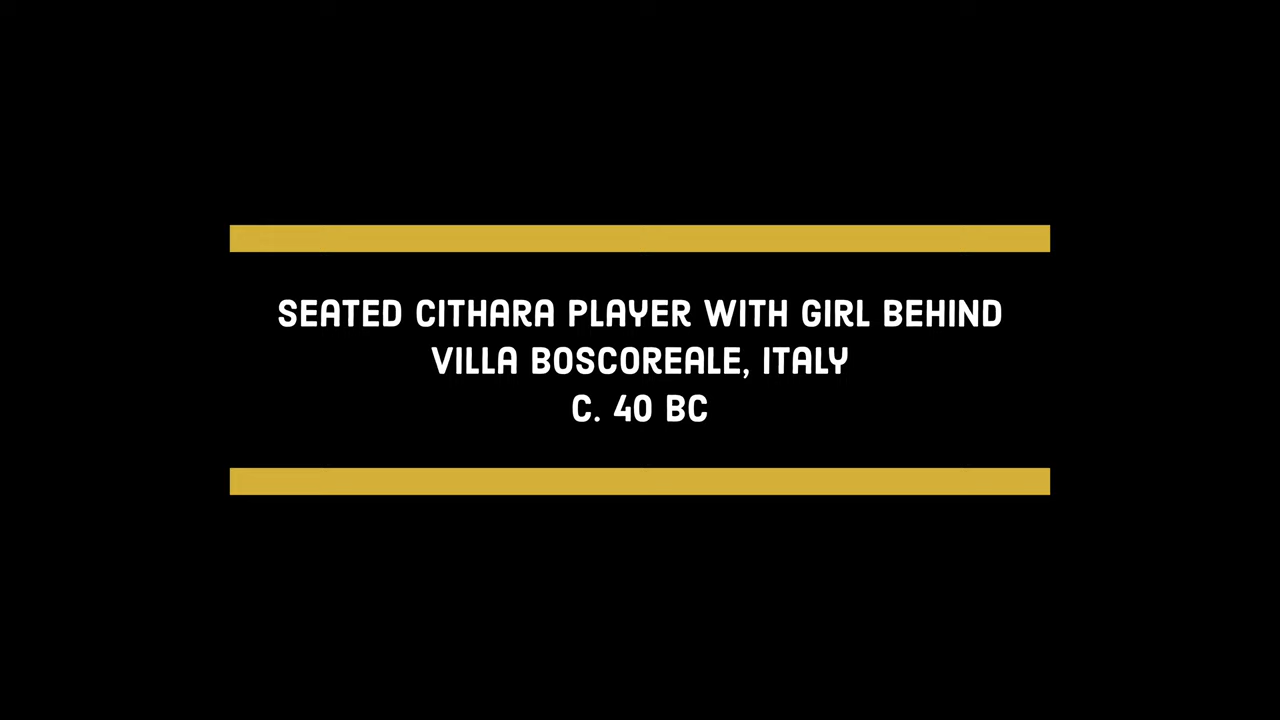 SEATED CITHARA PLAYER WITH GIRL BEHIND
VILLA BOSCOREALE, ITALY
C. 40 BC